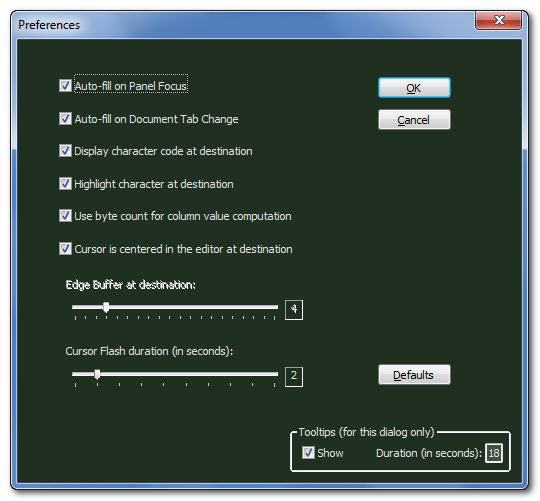 Preferences
Auto-fill on Panel Focus
OK
Auto-fill on Document Tab Change
Cancel
Display character code at destination
Highlight character at destination
Use byte count for column value computation
Cursor is centered in the editor at destination
Edge Buffer at destination:
4
Cursor Flash duration (in seconds):
2
Defaults
Tooltips (for this dialog only)
Show
Duration (in seconds): 18